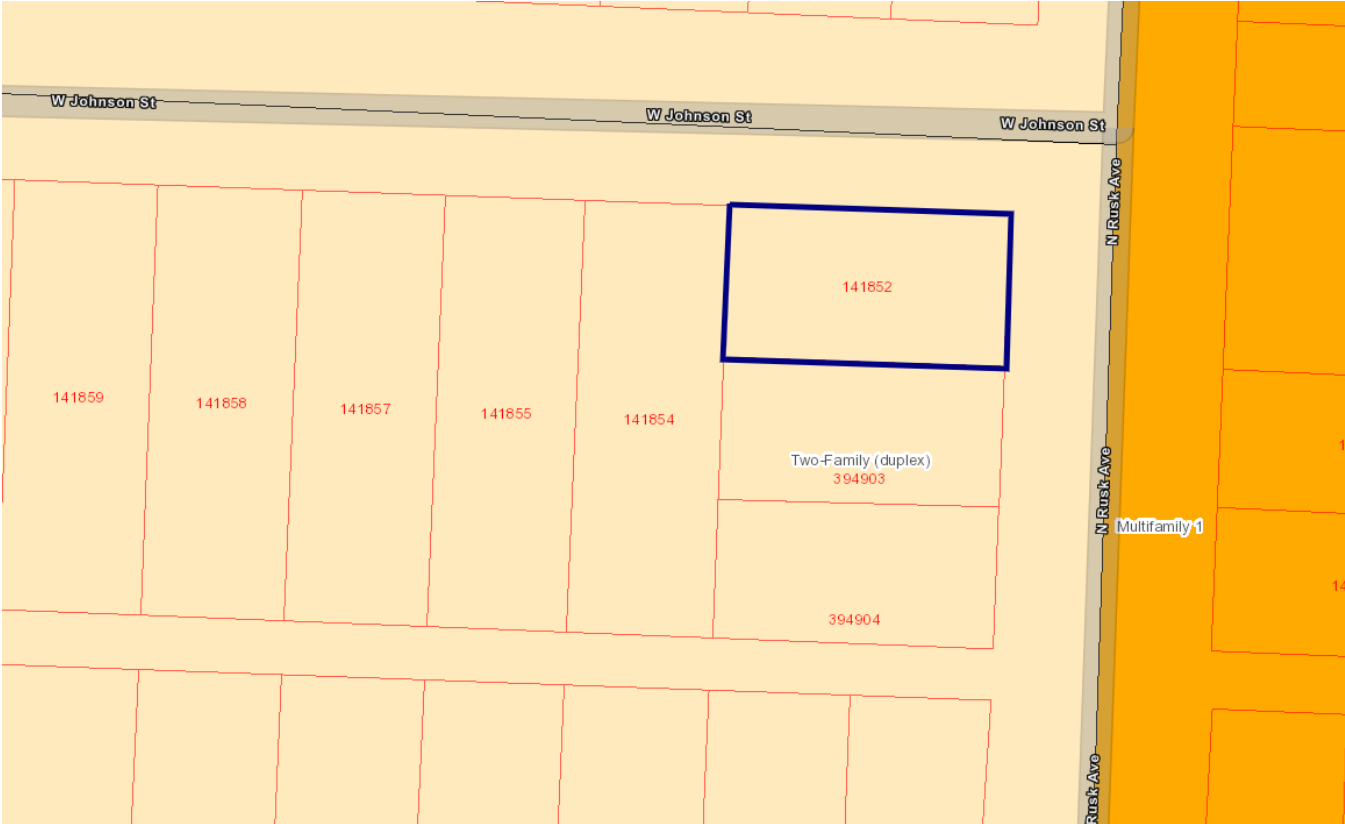 W Johnson St
W Johnson St
W Johnson St
N Rusk Ave
141852
141859
141858
141857
141855
141854
Two-Family (duplex)
394903
N Rusk Ave
Multifamily 1
394904
Rusk Ave